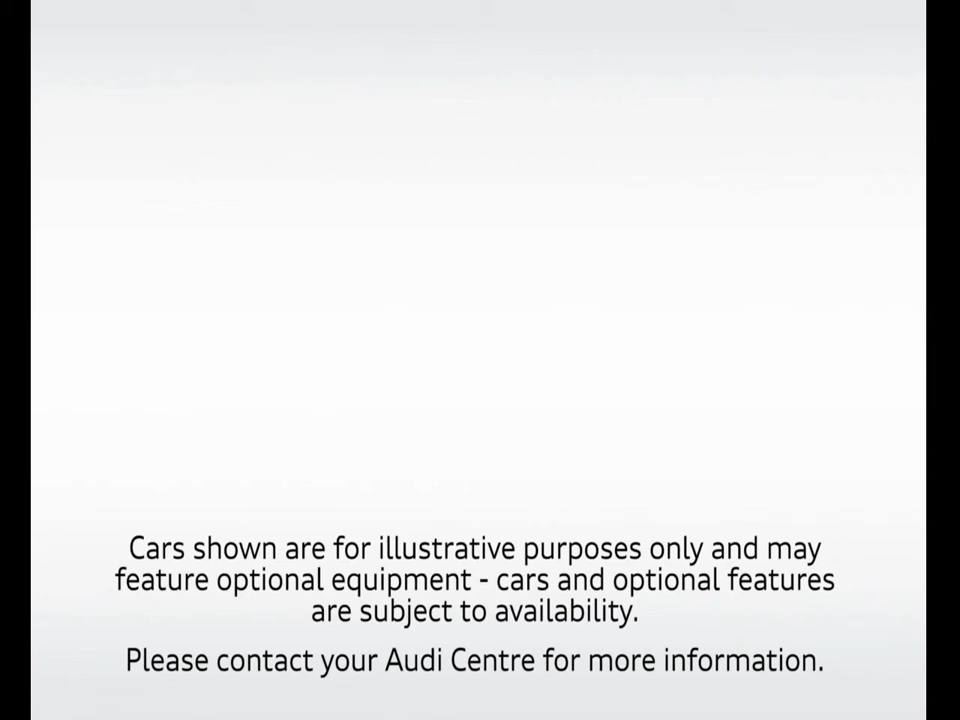 Cars shown are for illustrative purposes only and may
feature optional equipment - cars and optional features
are subject to availability.
Please contact your Audi Centre for more information.